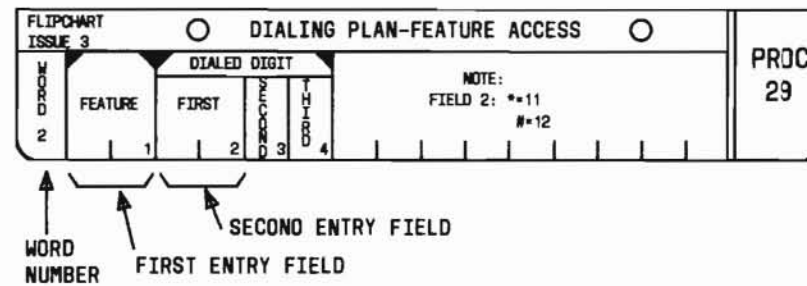 FLIPCHART
ISSUE 3
DIALING PLAN-FEATURE ACCESS
PROC
29
WORD
2
FEATURE
1
DIALED DIGIT
FIRST
2
SECOND
3
THIRD
4
NOTE:
FIELD 2: *=11
#=12
WORD
NUMBER
FIRST ENTRY FIELD
SECOND ENTRY FIELD